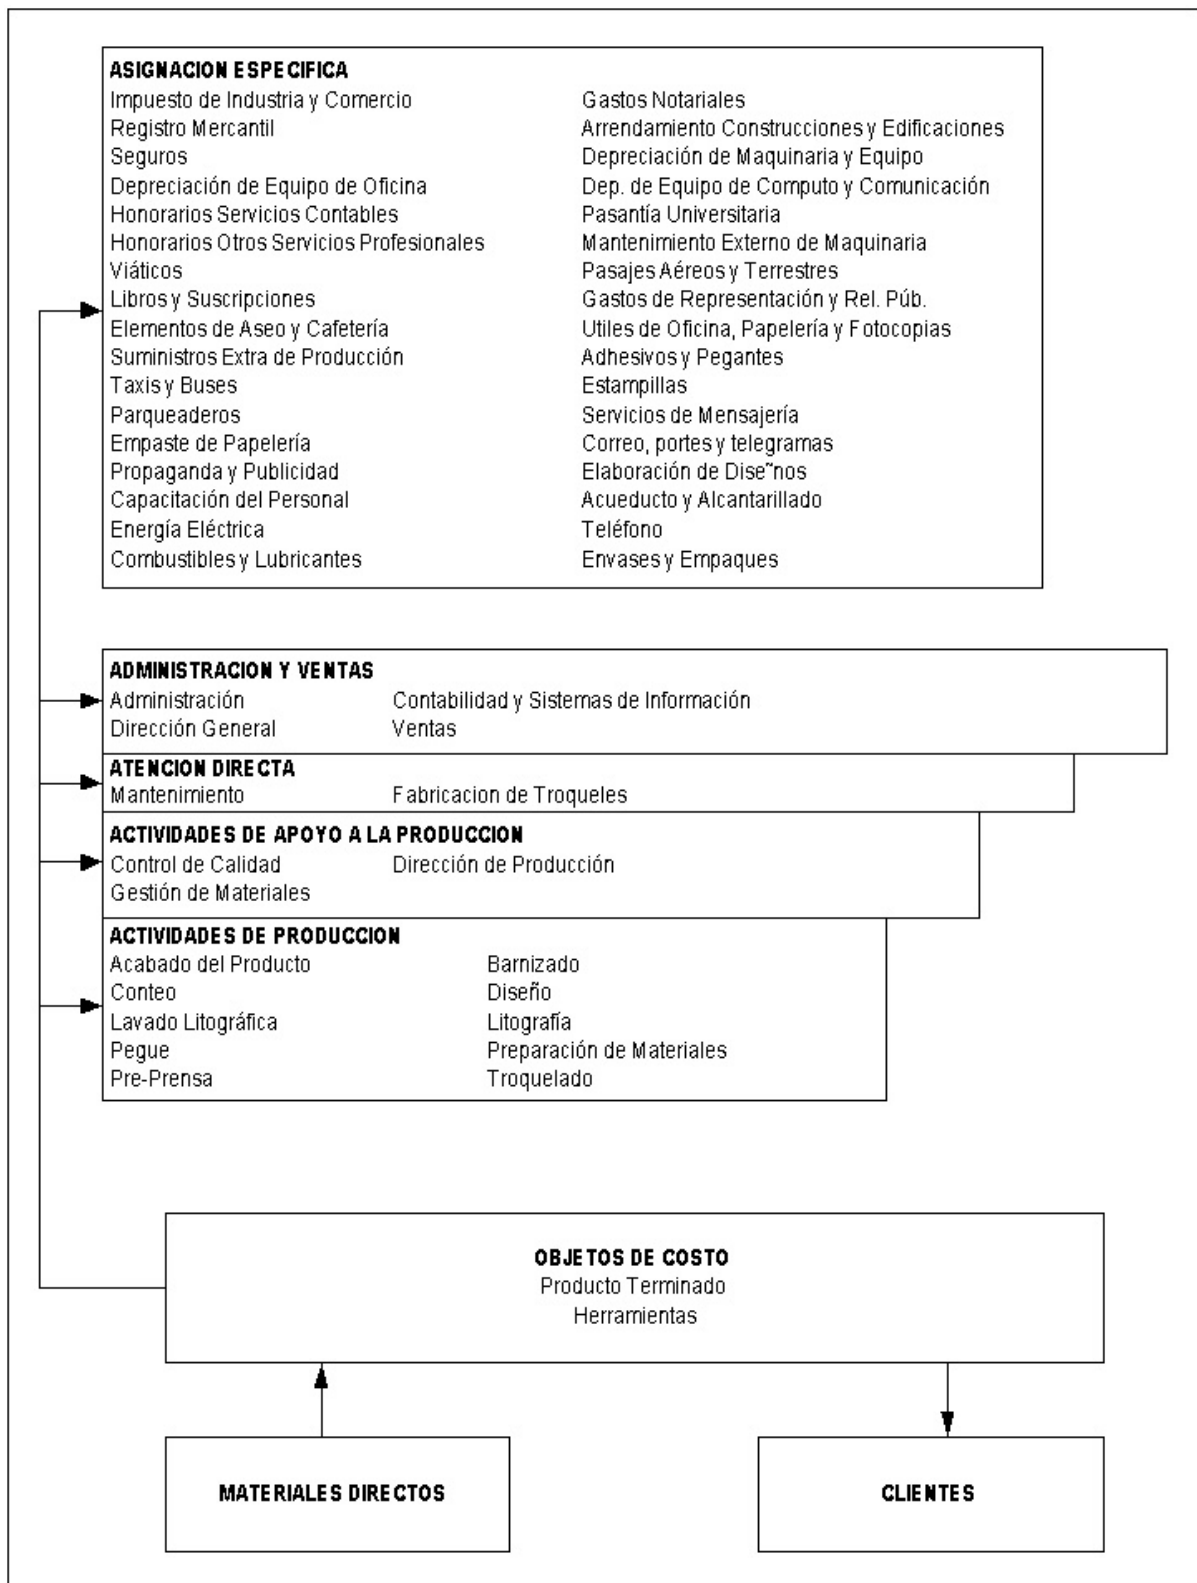 ASIGNACION ESPECIFICA
Impuesto de Industria y Comercio Gastos Notariales
Registro Mercantil Arrendamiento Construcciones y Edificaciones
Seguros Depreciación de Maquinaria y Equipo
Depreciación de Equipo de Oficina Dep. de Equipo de Computo y Comunicación
Honorarios Servicios Contables Pasantía Universitaria
Honorarios Otros Servicios Profesionales Mantenimiento Externo de Maquinaria
Viáticos Pasajes Aéreos y Terrestres
Libros y Suscripciones Gastos de Representación y Rel. Púb.
Elementos de Aseo y Cafetería Utiles de Oficina, Papelería y Fotocopias
Suministros Extra de Producción Adhesivos y Pegantes
Taxis y Buses Estampillas
Parqueaderos Servicios de Mensajería
Empaste de Papelería Correo, portes y telegramas
Propaganda y Publicidad Elaboración de Dise˜nos
Capacitación del Personal Acueducto y Alcantarillado
Energía Eléctrica Teléfono
Combustibles y Lubricantes Envases y Empaques
ADMINISTRACION Y VENTAS
Administración Contabilidad y Sistemas de Información
Dirección General Ventas
ATENCION DIRECTA
Mantenimiento Fabricacion de Troqueles
ACTIVIDADES DE APOYO A LA PRODUCCION
Control de Calidad Dirección de Producción
Gestión de Materiales
ACTIVIDADES DE PRODUCCION
Acabado del Producto Barnizado
Conteo Diseño
Lavado Litográfica Litografía
Pegue Preparación de Materiales
Pre-Prensa Troquelado
OBJETOS DE COSTO
Producto Terminado
Herramientas
MATERIALES DIRECTOS CLIENTES